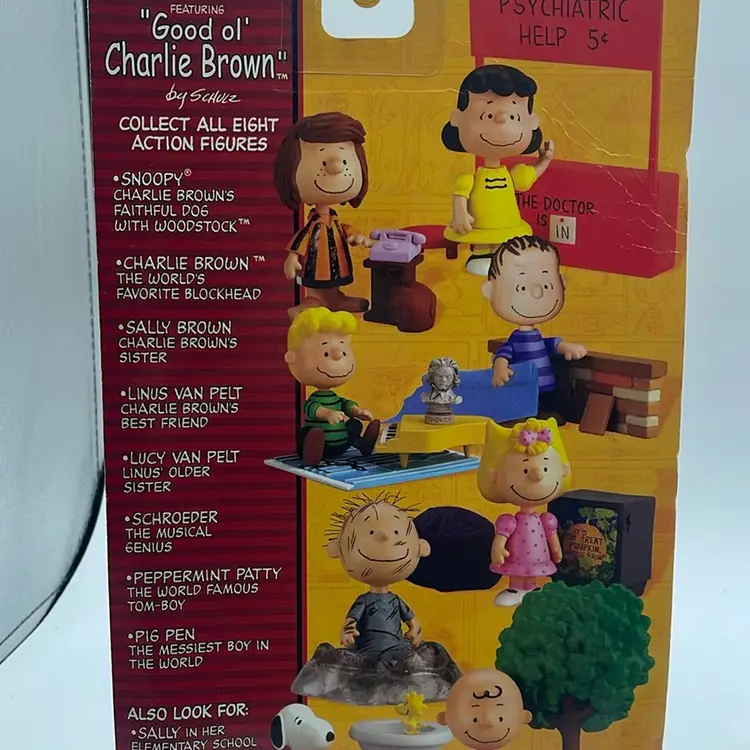 FEATURING
"Good ol'
Charlie Brown"™
by SCHULZ
COLLECT ALL EIGHT
ACTION FIGURES
•SNOOPY®
CHARLIE BROWN'S
FAITHFUL DOG
WITH WOODSTOCK™
•CHARLIE BROWN™
THE WORLD'S
FAVORITE BLOCKHEAD
•SALLY BROWN
CHARLIE BROWN'S
SISTER
•LINUS VAN PELT
CHARLIE BROWN'S
BEST FRIEND
•LUCY VAN PELT
LINUS' OLDER
SISTER
•SCHROEDER
THE MUSICAL
GENIUS
•PEPPERMINT PATTY
THE WORLD FAMOUS
TOM-BOY
•PIG PEN
THE MESSIEST BOY IN
THE WORLD
ALSO LOOK FOR:
•SALLY IN HER
ELEMENTARY SCHOOL
PSYCHIATRIC
HELP 5¢
THE DOCTOR
IS IN
GREAT
PUMPKIN,